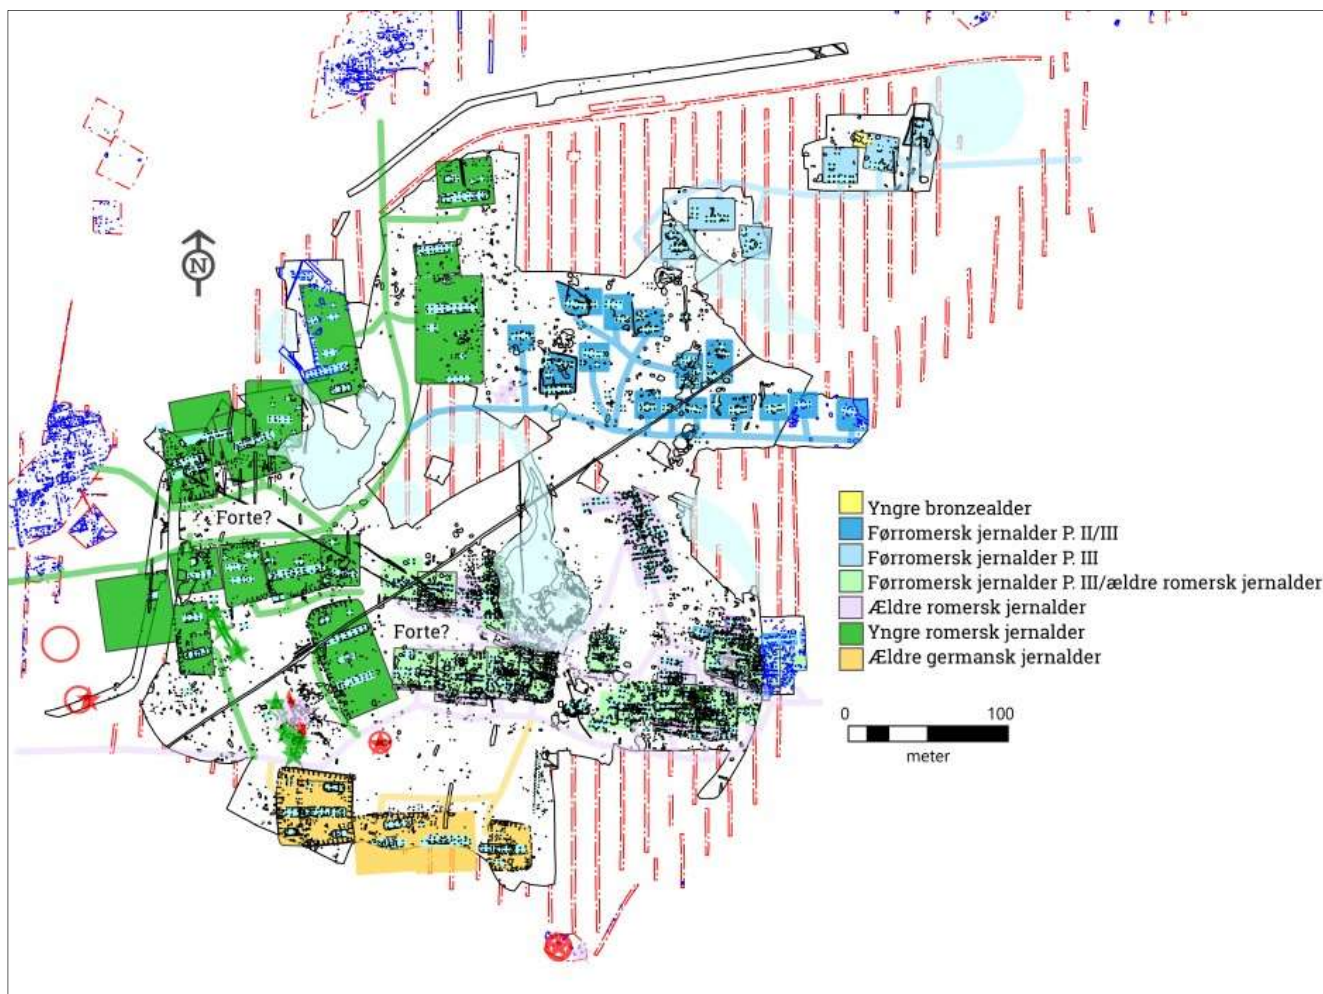 N
Forte?
Forte?
Yngre bronzealder
Førromersk jernalder P. II/III
Førromersk jernalder P. III
Førromersk jernalder P. III/ældre romersk jernalder
Ældre romersk jernalder
Yngre romersk jernalder
Ældre germansk jernalder
0 100
meter